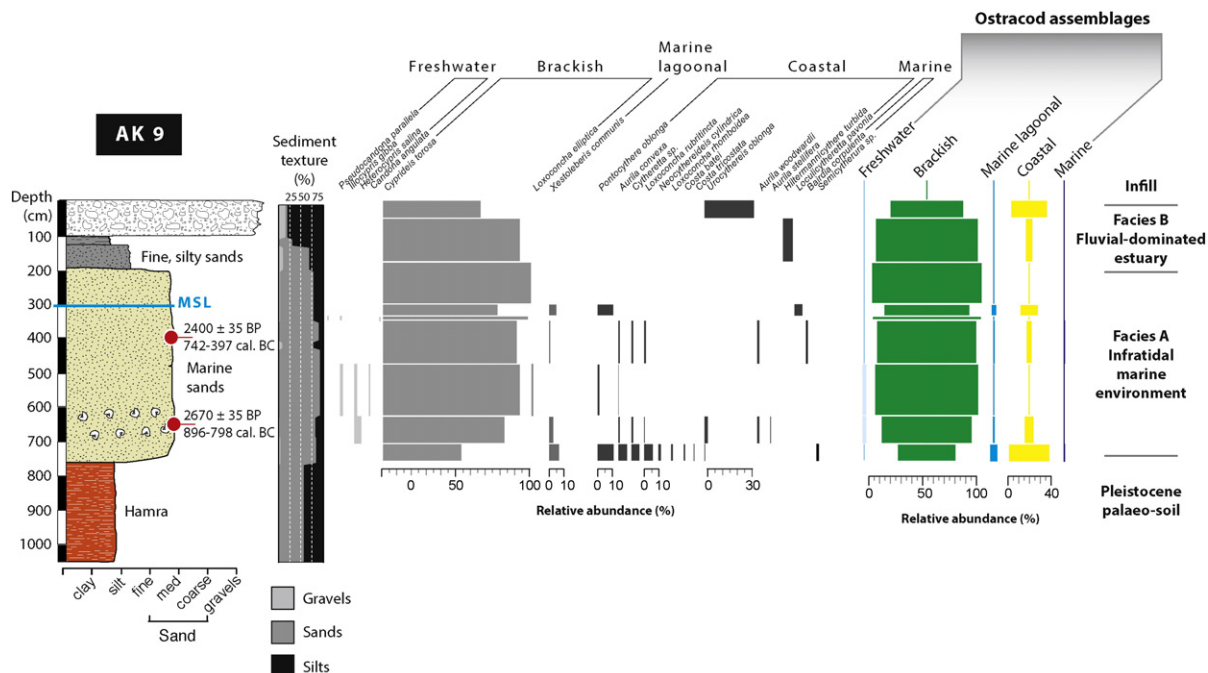 Ostracod assemblages
Freshwater
Brackish
Marine
lagoonal
Coastal
Marine
AK 9
Sediment
texture
(%)
25 50 75
Pseudocandona parallela
Ilyocypris gibba
Heterocypris salina
Candona angulata
Cyprideis torosa
Loxoconcha elliptica
Xestoleberis communis
Pontocythere oblonga
Aurila convexa
Cytheretta sp.
Loxoconcha rubritincta
Neocytherideis cylindrica
Loxoconcha rhomboidea
Costa batei
Costa tricostata
Urocythereis oblonga
Aurila woodwardii
Aurila stellifera
Hiltermannicythere turbida
Loculicytheretta pavonia
Bairdia corpulenta
Semicytherura sp.
Freshwater
Brackish
Marine lagoonal
Coastal
Marine
Depth
(cm)
100
200
300
400
500
600
700
800
900
1000
Fine, silty sands
MSL
2400 ± 35 BP
742-397 cal. BC
Marine
sands
2670 ± 35 BP
896-798 cal. BC
Hamra
clay
silt
fine
med
coarse
gravels
Sand
Gravels
Sands
Silts
0 50 100
0 10
0 10
0 10
0 30
Relative abundance (%)
0 50 100
0 40
Relative abundance (%)
Infill
Facies B
Fluvial-dominated
estuary
Facies A
Infratidal
marine
environment
Pleistocene
palaeo-soil